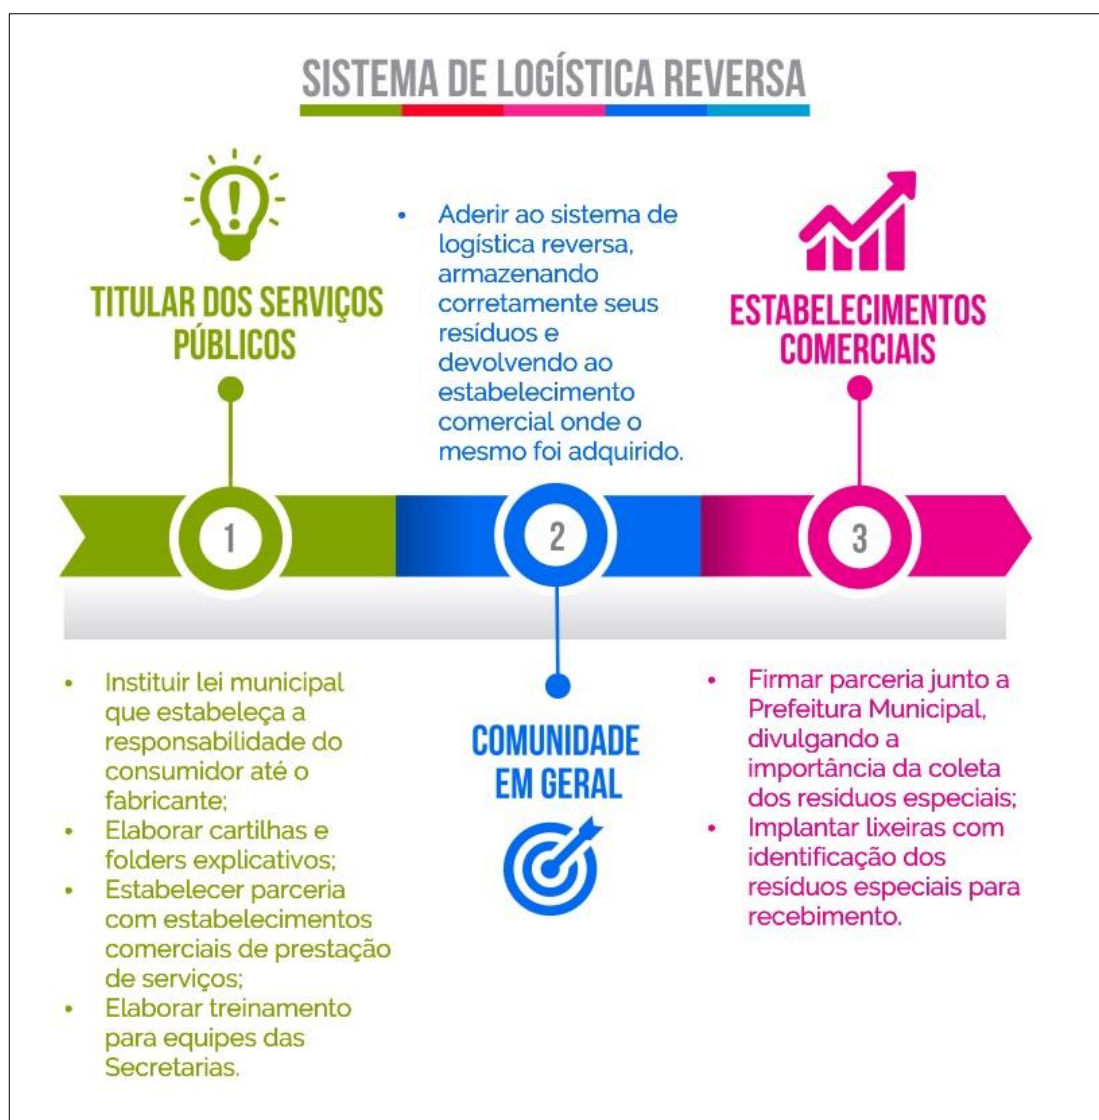 SISTEMA DE LOGÍSTICA REVERSA
TITULAR DOS SERVIÇOS
PÚBLICOS
1
• Instituir lei municipal
que estabeleça a
responsabilidade do
consumidor até o
fabricante;
• Elaborar cartilhas e
folders explicativos;
• Estabelecer parceria
com estabelecimentos
comerciais de prestação
de serviços;
• Elaborar treinamento
para equipes das
Secretarias.
• Aderir ao sistema de
logística reversa,
armazenando
corretamente seus
resíduos e
devolvendo ao
estabelecimento
comercial onde o
mesmo foi adquirido.
2
COMUNIDADE
EM GERAL
ESTABELECIMENTOS
COMERCIAIS
3
• Firmar parceria junto a
Prefeitura Municipal,
divulgando a
importância da coleta
dos resíduos especiais;
• Implantar lixeiras com
identificação dos
resíduos especiais para
recebimento.